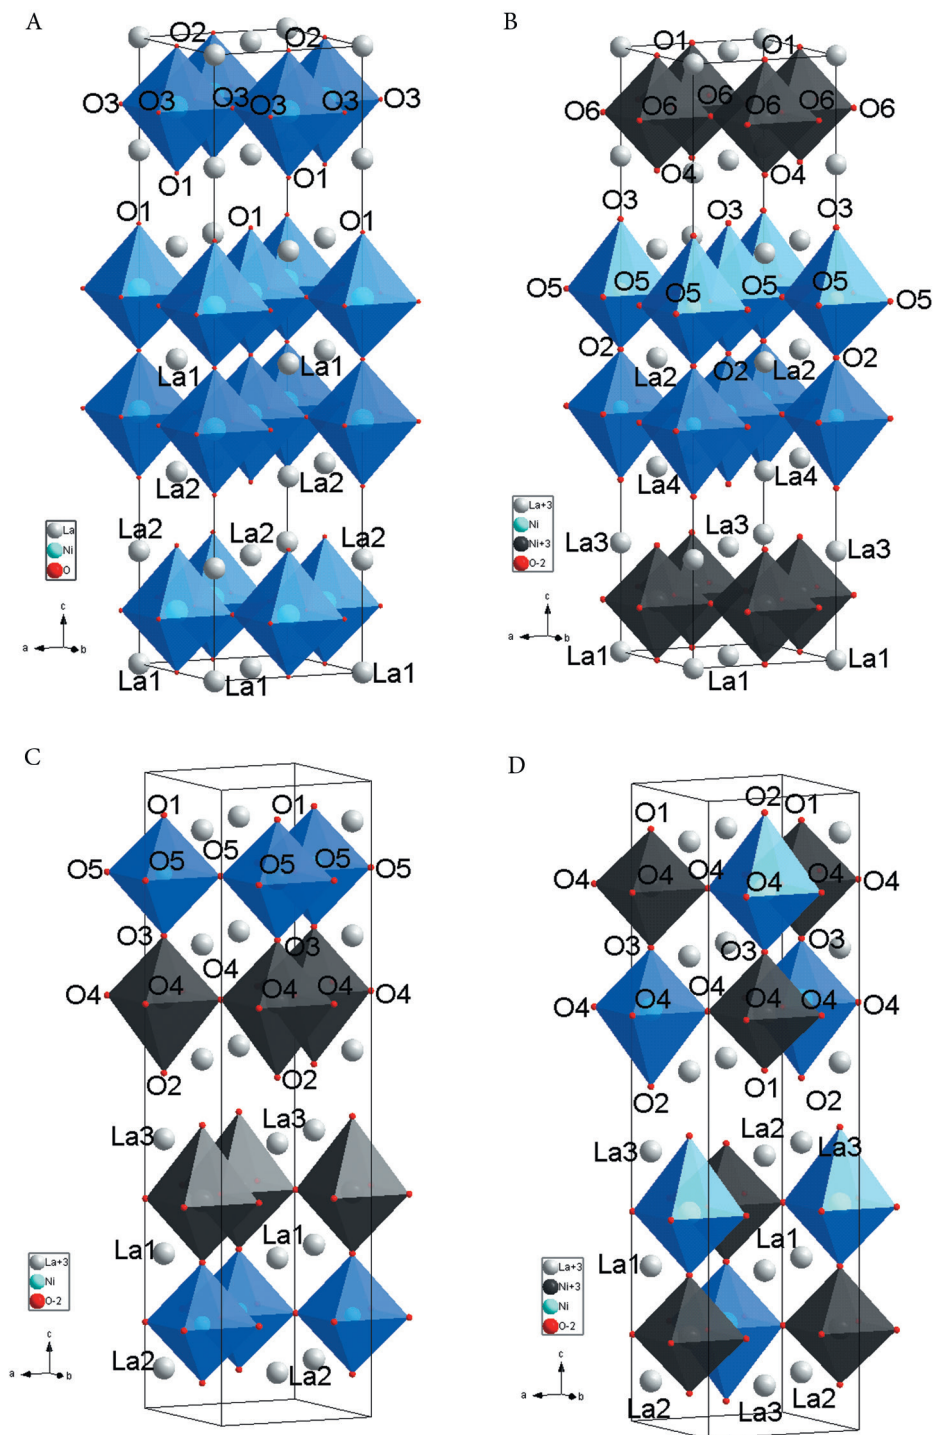 A
O2 O2
O3 O3 O3 O3 O3
O1 O1
O1 O1 O1
La1 La1
La2 La2
La2 La2 La2
La
Ni
O
c
a b
La1 La1 La1
B
O1 O1
O6 O6 O6 O6 O6 O6
O4 O4
O3 O3 O3
O5 O5 O5 O5 O5 O5
O2 O2 O2
La2 La2
La4 La4
La3 La3 La3
La+3
Ni
Ni+3
O-2
c
a b
La1 La1 La1
C
O1 O1
O5 O5 O5 O5 O5 O5
O3 O3
O4 O4 O4 O4 O4 O4
O2 O2
La3 La3
La1 La1
La2 La2
La+3
Ni
O-2
c
a b
D
O1 O2 O1
O4 O4 O4 O4 O4 O4
O3 O3 O3
O4 O4 O4 O4 O4 O4
O2 O1 O2
La3 La2 La3
La1 La1
La2 La3 La2
La+3
Ni+3
Ni
O-2
c
a b